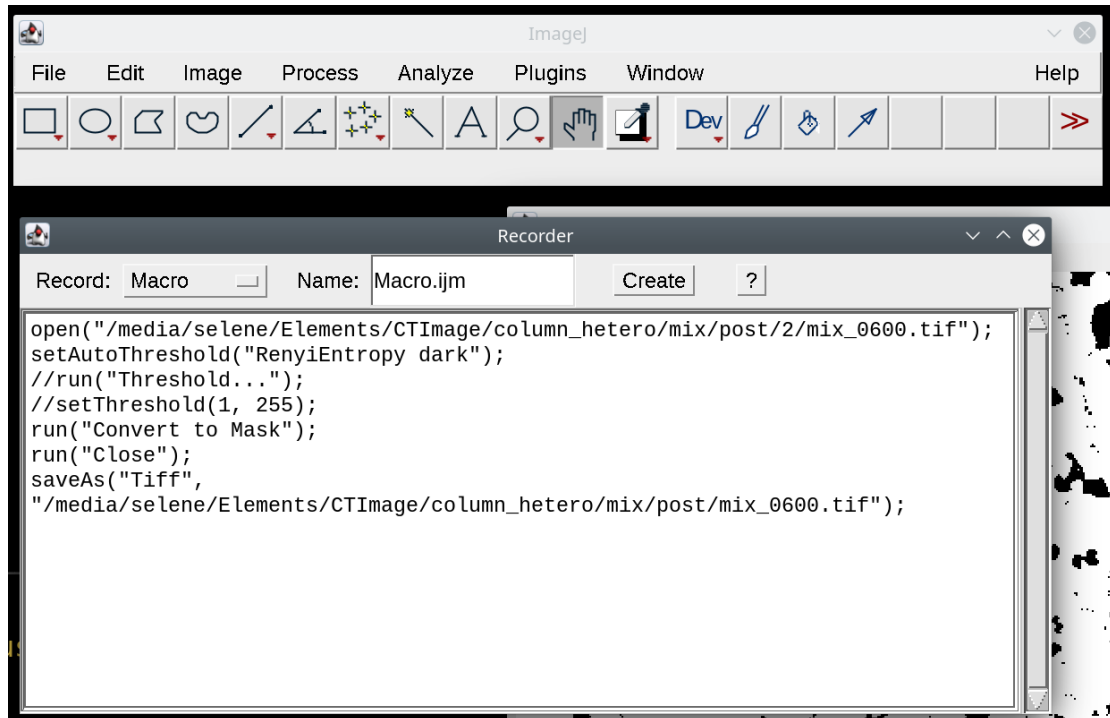 ImageJ
File Edit Image Process Analyze Plugins Window Help
A Dev >>
Recorder
Record: Macro Name: Macro.ijm Create ?
open("/media/selene/Elements/CTImage/column_hetero/mix/post/2/mix_0600.tif");
setAutoThreshold("RenyiEntropy dark");
//run("Threshold...");
//setThreshold(1, 255);
run("Convert to Mask");
run("Close");
saveAs("Tiff",
"/media/selene/Elements/CTImage/column_hetero/mix/post/mix_0600.tif");